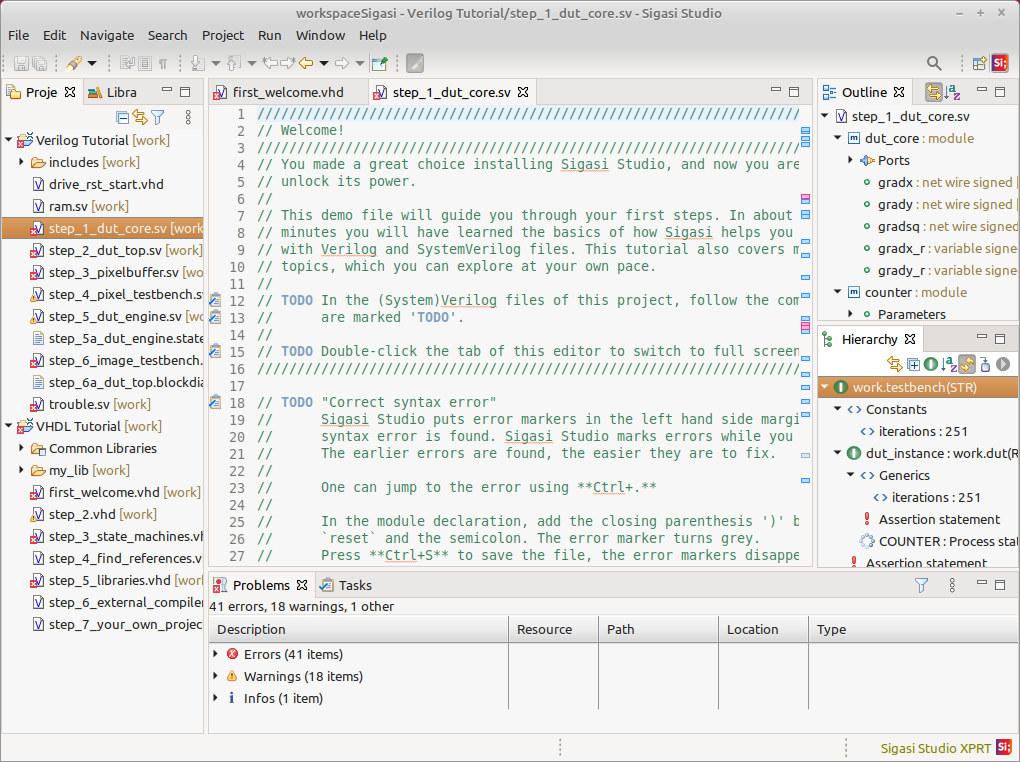 workspaceSigasi - Verilog Tutorial/step_1_dut_core.sv - Sigasi Studio
File Edit Navigate Search Project Run Window Help
Proje
Libra
Verilog Tutorial [work]
includes [work]
drive_rst_start.vhd
ram.sv [work]
step_1_dut_core.sv [work
step_2_dut_top.sv [work]
step_3_pixelbuffer.sv [wo
step_4_pixel_testbench.s
step_5_dut_engine.sv [wo
step_5a_dut_engine.state
step_6_image_testbench.
step_6a_dut_top.blockdia
trouble.sv [work]
VHDL Tutorial [work]
Common Libraries
my_lib [work]
first_welcome.vhd [work]
step_2.vhd [work]
step_3_state_machines.vh
step_4_find_references.v
step_5_libraries.vhd [work
step_6_external_compiler
step_7_your_own_projec
first_welcome.vhd
step_1_dut_core.sv
1 ////////////////////////////////////////////////////////////////////
2 // Welcome!
3 ////////////////////////////////////////////////////////////////////
4 // You made a great choice installing Sigasi Studio, and now you are
5 // unlock its power.
6 //
7 // This demo file will guide you through your first steps. In about
8 // minutes you will have learned the basics of how Sigasi helps you
9 // with Verilog and SystemVerilog files. This tutorial also covers m
10 // topics, which you can explore at your own pace.
11 //
12 // TODO In the (System)Verilog files of this project, follow the com
13 // are marked 'TODO'.
14 //
15 // TODO Double-click the tab of this editor to switch to full screen
16 ////////////////////////////////////////////////////////////////////
17
18 // TODO "Correct syntax error"
19 // Sigasi Studio puts error markers in the left hand side margi
20 // syntax error is found. Sigasi Studio marks errors while you
21 // The earlier errors are found, the easier they are to fix.
22 //
23 // One can jump to the error using **Ctrl+.**
24 //
25 // In the module declaration, add the closing parenthesis ')' b
26 // `reset` and the semicolon. The error marker turns grey.
27 // Press **Ctrl+S** to save the file, the error markers disappe
Outline
step_1_dut_core.sv
dut_core : module
Ports
gradx : net wire signed [
grady : net wire signed [
gradsq : net wire signed
gradx_r : variable signe
grady_r : variable signe
counter : module
Parameters
Hierarchy
work.testbench(STR)
Constants
iterations : 251
dut_instance : work.dut(R
Generics
iterations : 251
Assertion statement
COUNTER : Process sta
Assertion statement
Problems
Tasks
41 errors, 18 warnings, 1 other
Description Resource Path Location Type
Errors (41 items)
Warnings (18 items)
Infos (1 item)
Sigasi Studio XPRT Si;